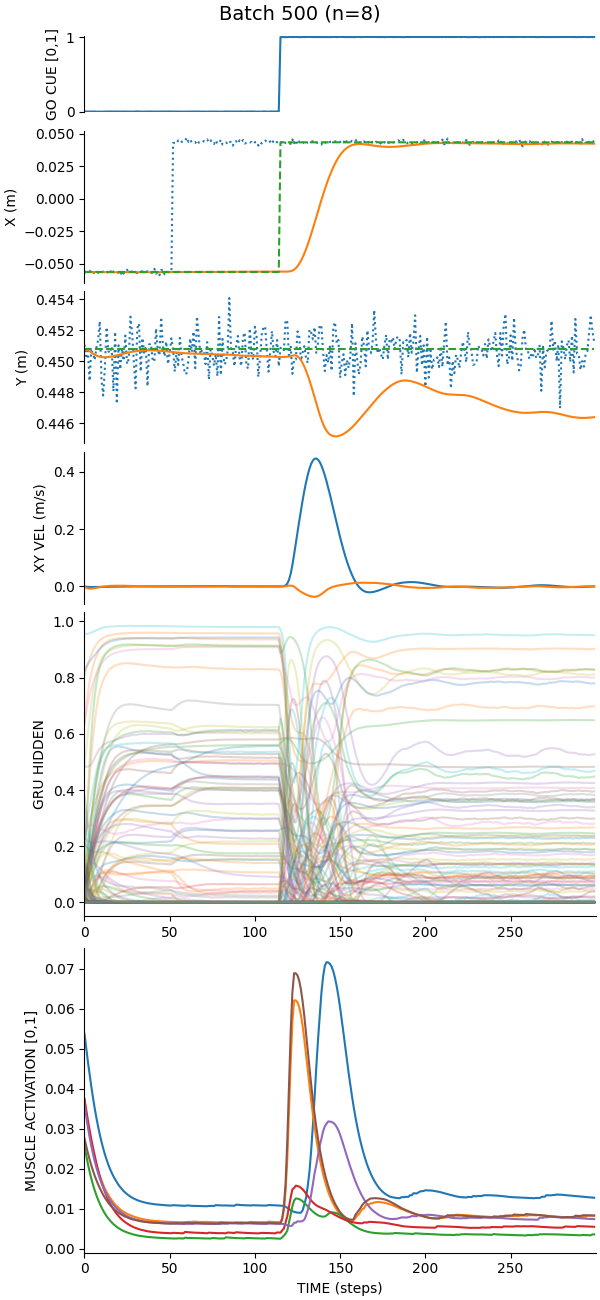 Batch 500 (n=8)
GO CUE [0,1]
1
0
X (m)
0.050
0.025
0.000
−0.025
−0.050
Y (m)
0.454
0.452
0.450
0.448
0.446
XY VEL (m/s)
0.4
0.2
0.0
GRU HIDDEN
1.0
0.8
0.6
0.4
0.2
0.0
0 50 100 150 200 250
MUSCLE ACTIVATION [0,1]
0.07
0.06
0.05
0.04
0.03
0.02
0.01
0.00
0 50 100 150 200 250
TIME (steps)